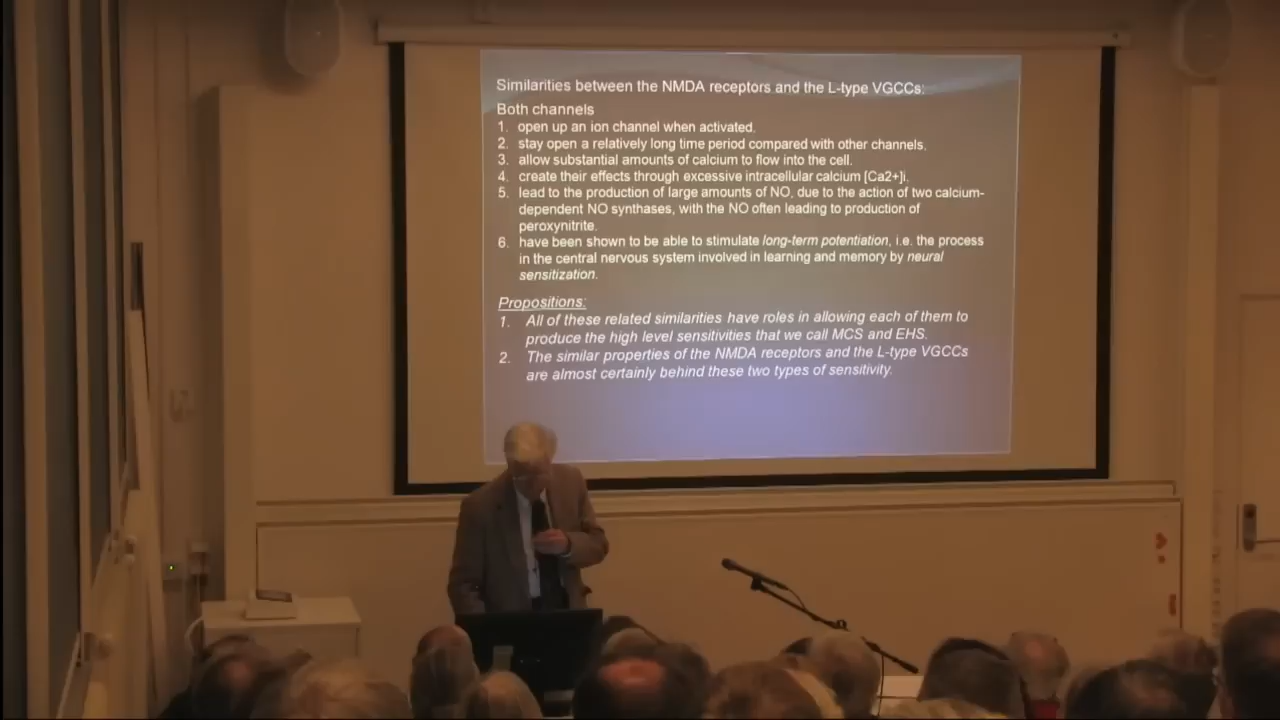 Similarities between the NMDA receptors and the L-type VGCCs:
Both channels
1. open up an ion channel when activated.
2. stay open a relatively long time period compared with other channels.
3. allow substantial amounts of calcium to flow into the cell.
4. create their effects through excessive intracellular calcium [Ca2+]i.
5. lead to the production of large amounts of NO, due to the action of two calcium-
dependent NO synthases, with the NO often leading to production of
peroxynitrite.
6. have been shown to be able to stimulate long-term potentiation, i.e. the process
in the central nervous system involved in learning and memory by neural
sensitization.
Propositions:
1. All of these related similarities have roles in allowing each of them to
produce the high level sensitivities that we call MCS and EHS.
2. The similar properties of the NMDA receptors and the L-type VGCCs
are almost certainly behind these two types of sensitivity.